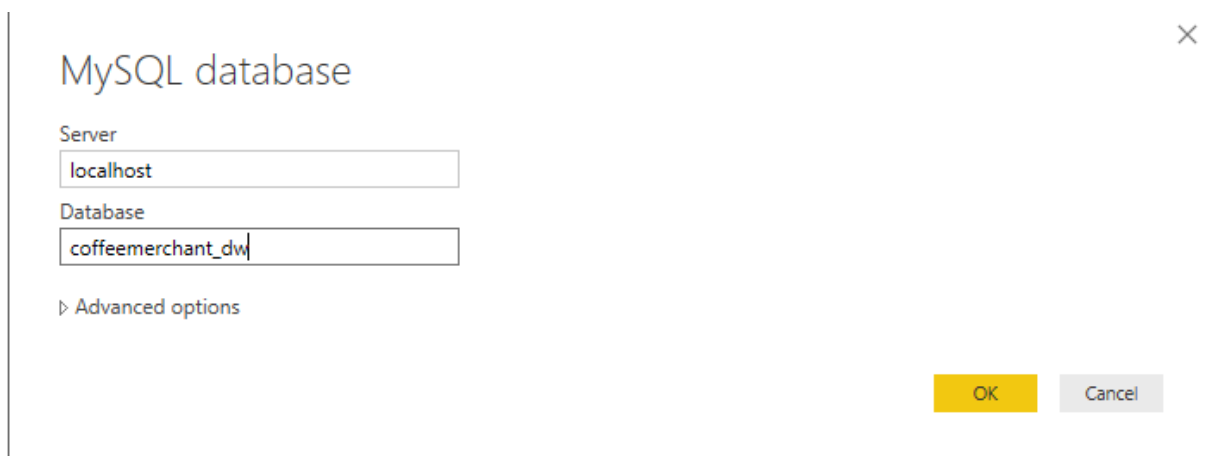 MySQL database
Server
localhost
Database
coffeemerchant_dw
Advanced options
OK Cancel